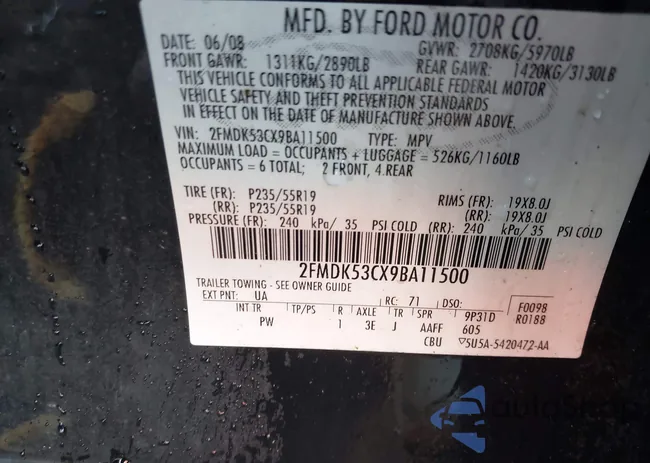 MFD. BY FORD MOTOR CO.
DATE: 06/08 GVWR: 2708KG/5970LB
FRONT GAWR: 1311KG/2890LB REAR GAWR: 1420KG/3130LB
THIS VEHICLE CONFORMS TO ALL APPLICABLE FEDERAL MOTOR
VEHICLE SAFETY AND THEFT PREVENTION STANDARDS
IN EFFECT ON THE DATE OF MANUFACTURE SHOWN ABOVE.
VIN: 2FMDK53CX9BA11500 TYPE: MPV
MAXIMUM LOAD = OCCUPANTS + LUGGAGE = 526KG/1160LB
OCCUPANTS = 6 TOTAL; 2 FRONT, 4 REAR
TIRE (FR): P235/55R19 RIMS (FR): 19X8.0J
(RR): P235/55R19 (RR): 19X8.0J
PRESSURE (FR): 240 kPa/ 35 PSI COLD (RR): 240 kPa/ 35 PSI COLD
2FMDK53CX9BA11500
TRAILER TOWING - SEE OWNER GUIDE
EXT PNT: UA RC: 71 DSO: F0098
INT TR TP/PS R AXLE TR SPR 9P31D R0188
PW 1 3E J AAFF 605
CBU ▽5U5A-5420472-AA